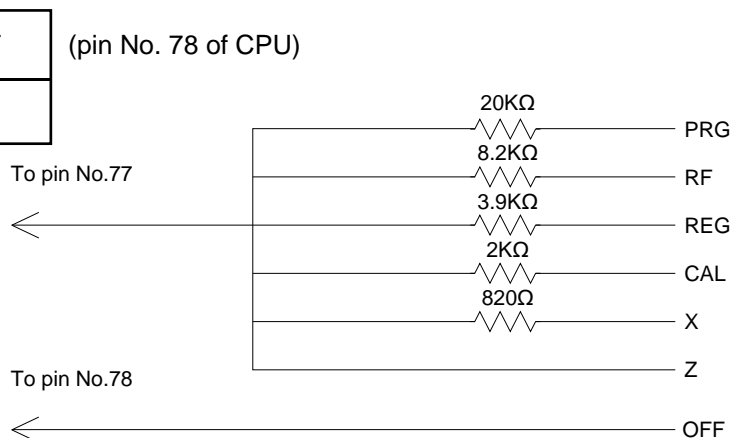 (pin No. 78 of CPU)
20KΩ
PRG
To pin No.77
8.2KΩ
RF
3.9KΩ
REG
2KΩ
CAL
820Ω
X
Z
To pin No.78
OFF